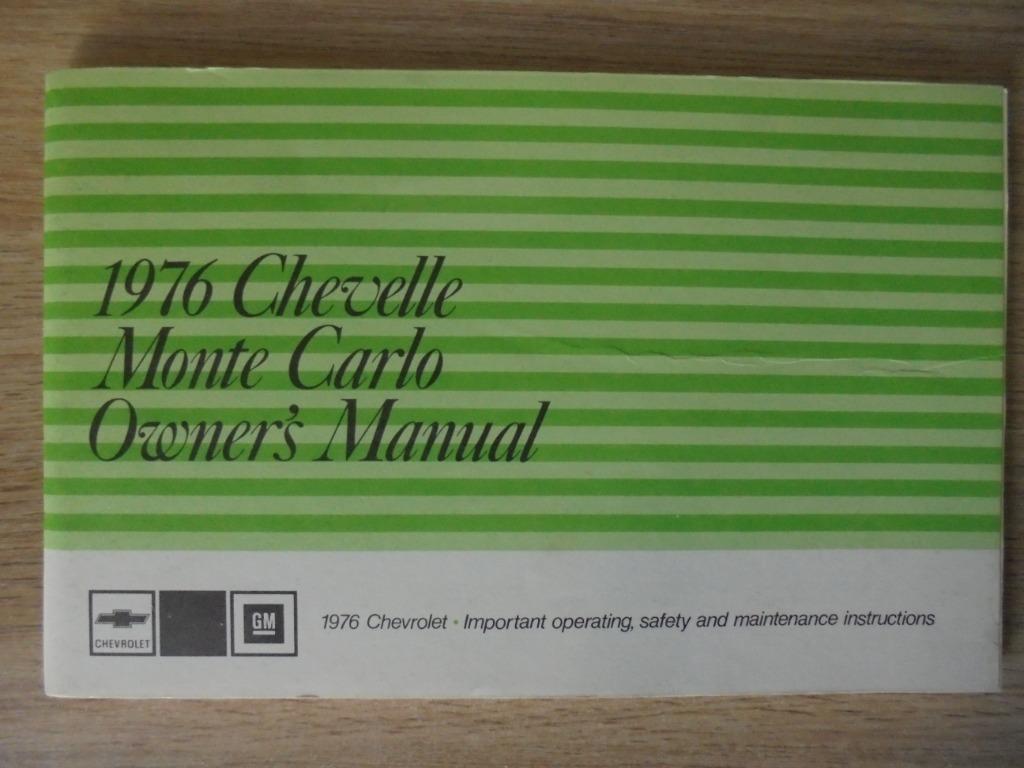 1976 Chevelle
Monte Carlo
Owner's Manual
CHEVROLET
GM
1976 Chevrolet • Important operating, safety and maintenance instructions